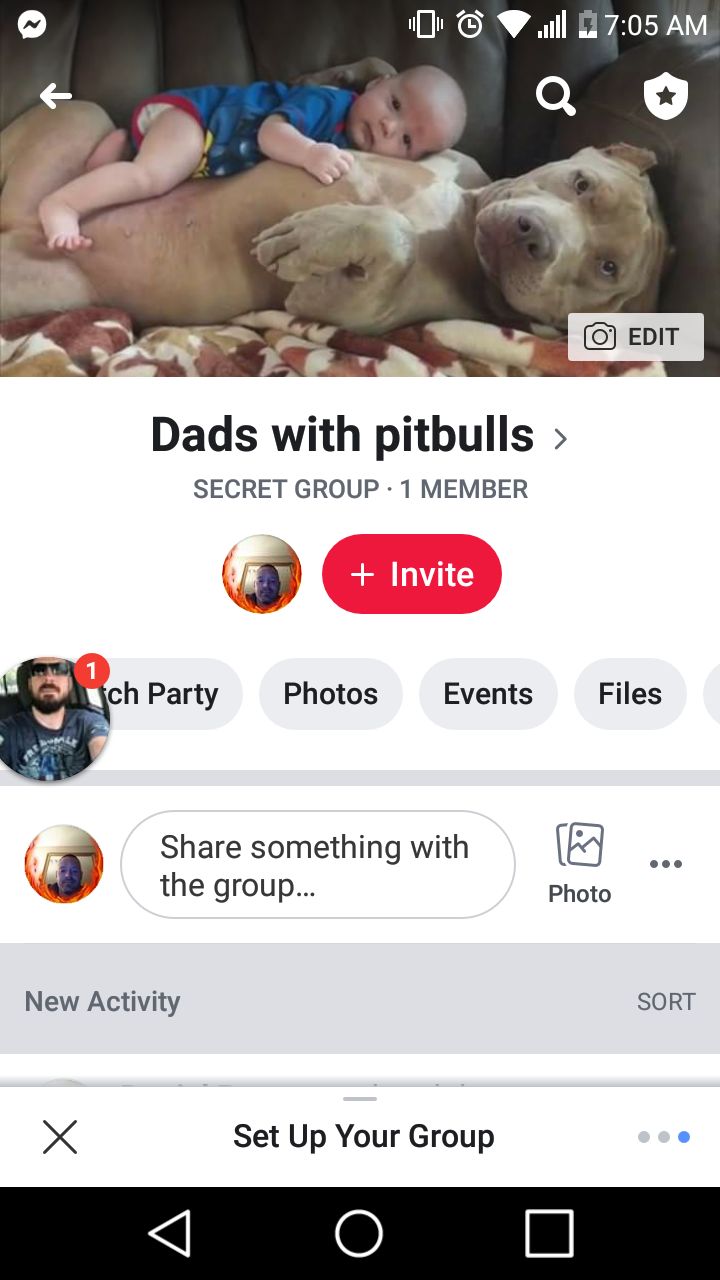 7:05 AM
EDIT
Dads with pitbulls
SECRET GROUP · 1 MEMBER
+ Invite
1
tch Party
Photos
Events
Files
Share something with
the group...
Photo
New Activity
SORT
Set Up Your Group